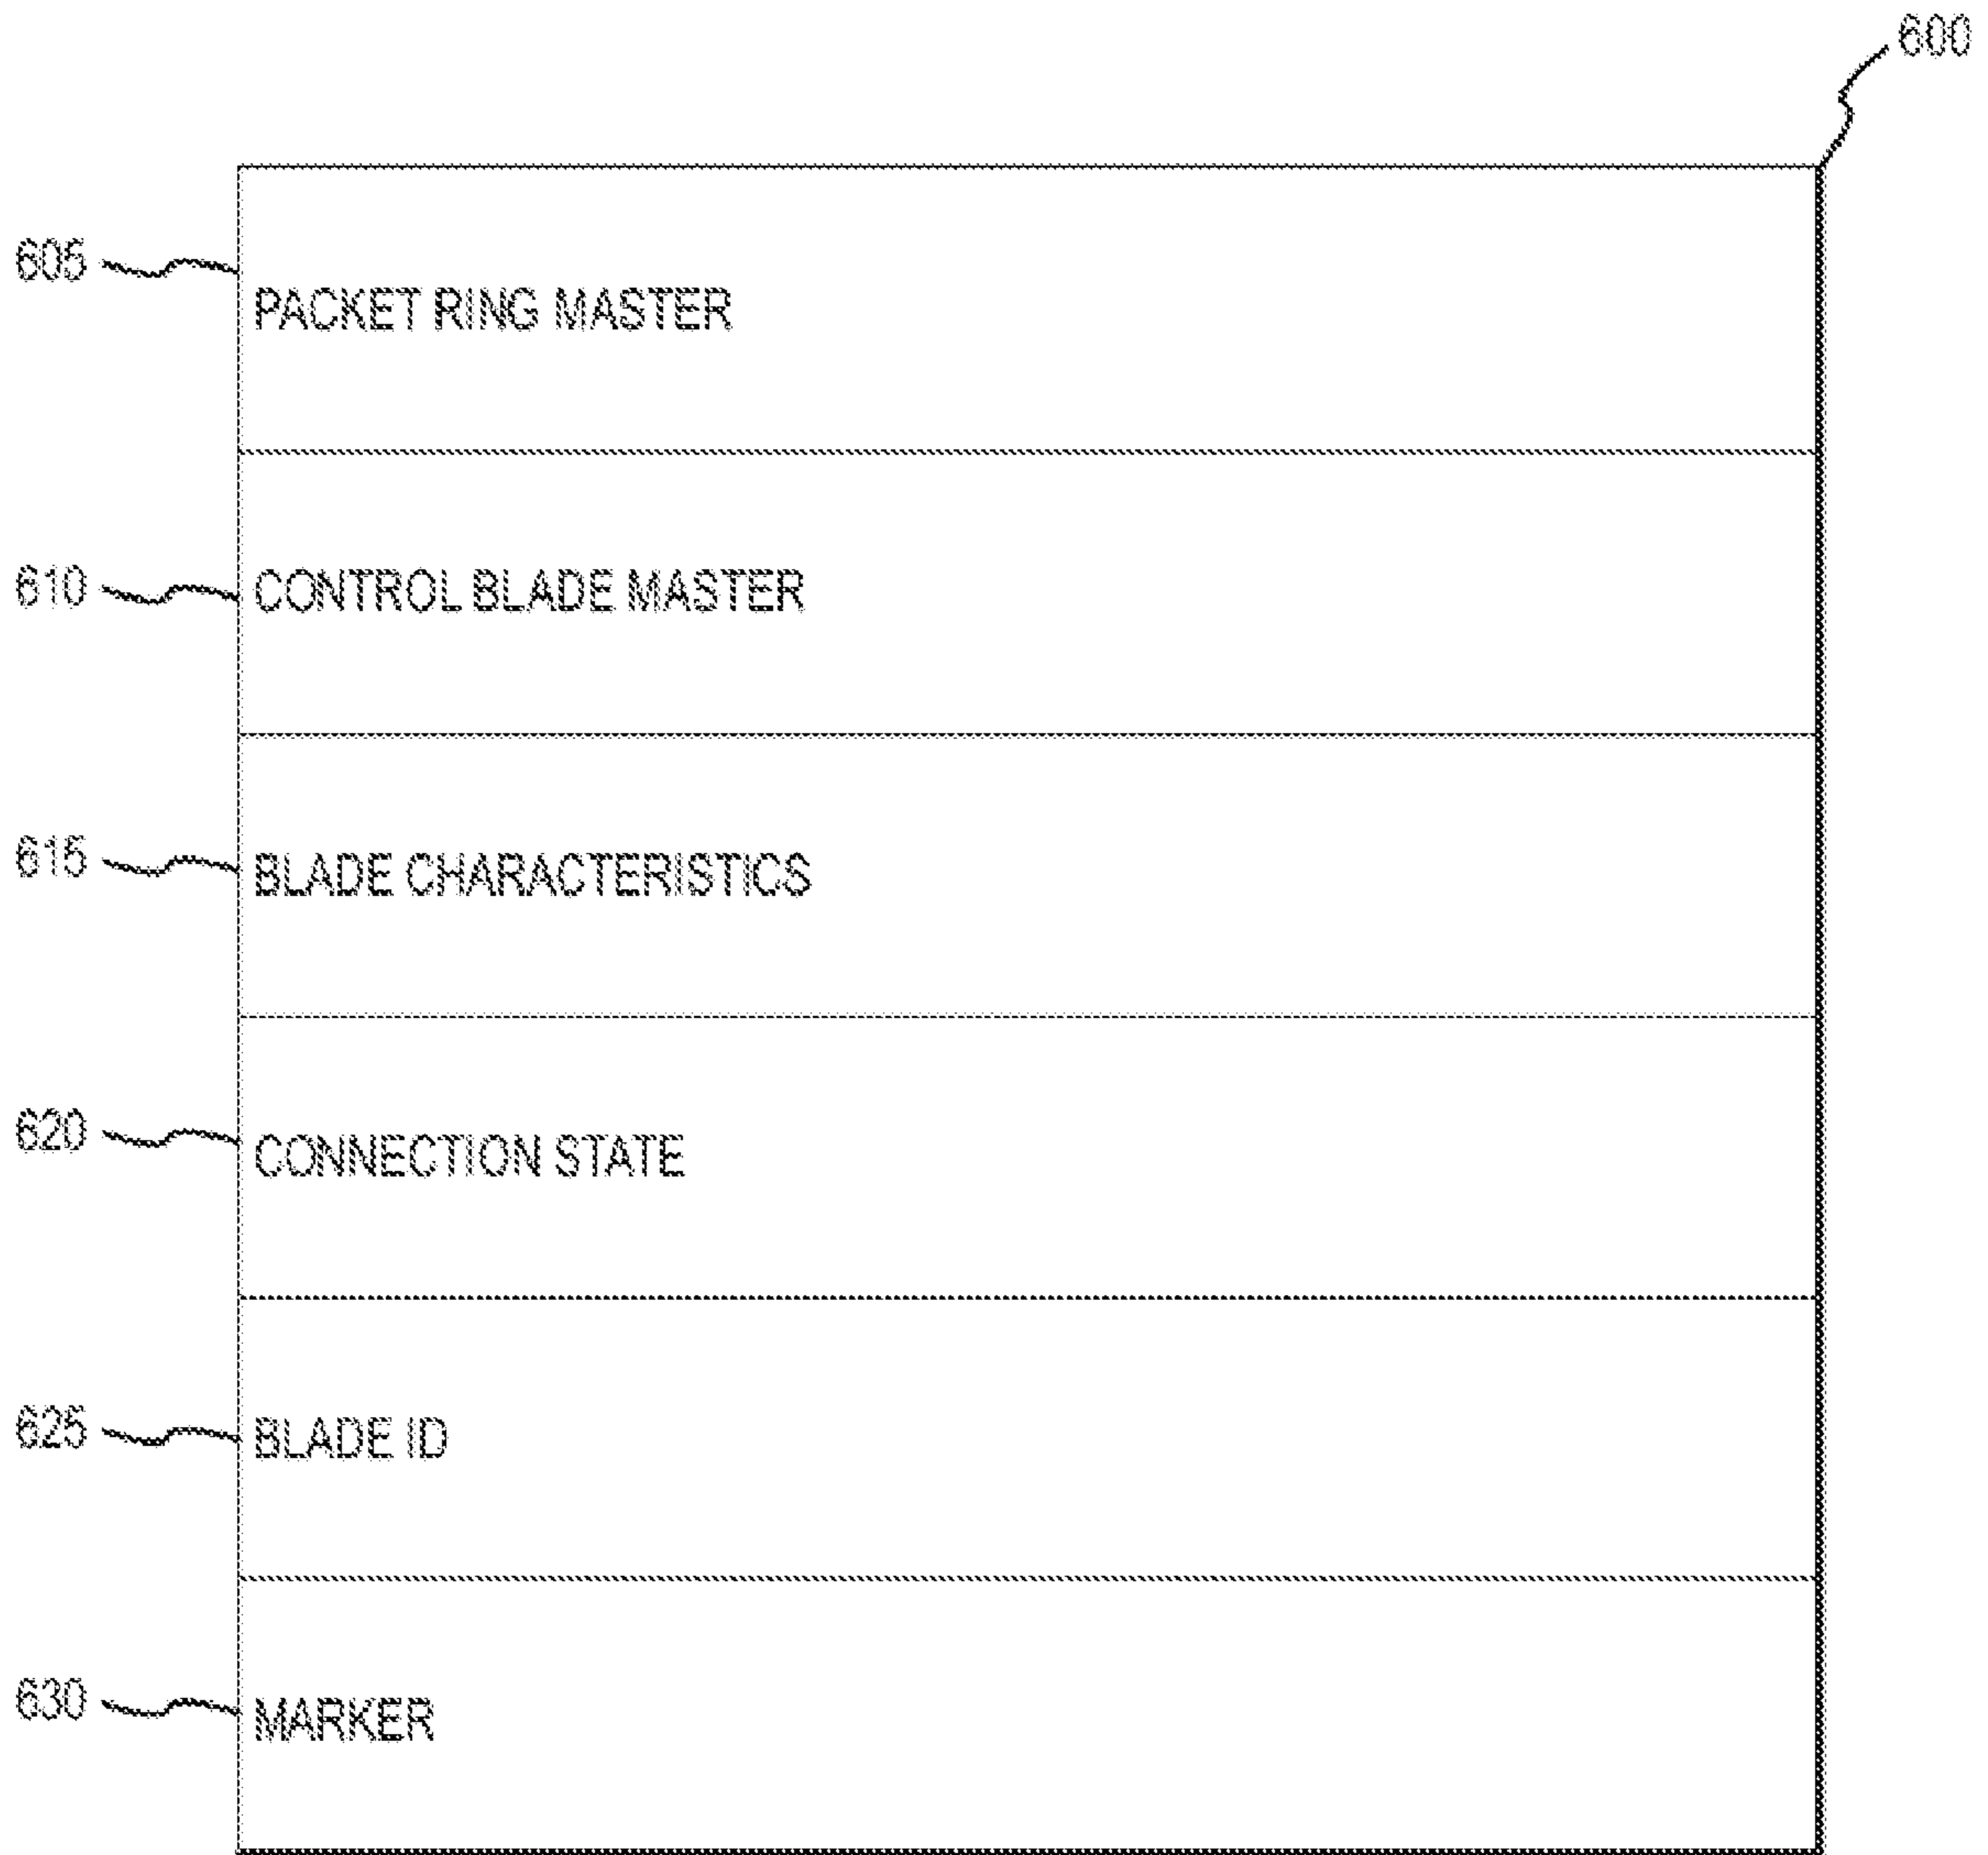 600
605
PACKET RING MASTER
610
CONTROL BLADE MASTER
615
BLADE CHARACTERISTICS
620
CONNECTION STATE
625
BLADE ID
630
MARKER